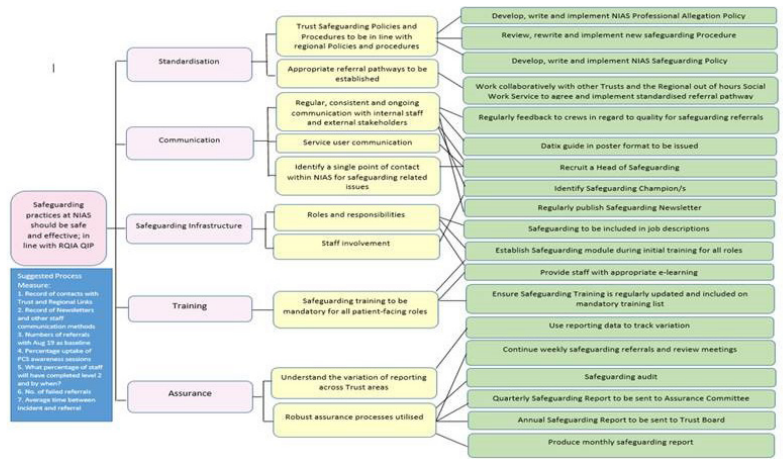 Safeguarding
practices at NIAS
should be safe
and effective; in
line with RQIA QIP
Suggested Process
Measure:
1. Record of contacts with
Trust and Regional Links
2. Record of Newsletters
and other staff
communication methods
3. Numbers of referrals
with Aug 19 as baseline
4. Percentage uptake of
PCS awareness sessions
5. What percentage of staff
will have completed level 2
and by when?
6. No. of failed referrals
7. Average time between
incident and referral
Standardisation
Communication
Safeguarding Infrastructure
Training
Assurance
Trust Safeguarding Policies and
Procedures to be in line with
regional Policies and procedures
Appropriate referral pathways to be
established
Regular, consistent and ongoing
communication with internal staff
and external stakeholders
Service user communication
Identify a single point of contact
within NIAS for safeguarding related
issues
Roles and responsibilities
Staff involvement
Safeguarding training to be
mandatory for all patient-facing roles
Understand the variation of reporting
across Trust areas
Robust assurance processes utilised
Develop, write and implement NIAS Professional Allegation Policy
Review, rewrite and implement new safeguarding Procedure
Develop, write and implement NIAS Safeguarding Policy
Work collaboratively with other Trusts and the Regional out of hours Social
Work Service to agree and implement standardised referral pathway
Regularly feedback to crews in regard to quality for safeguarding referrals
Datix guide in poster format to be issued
Recruit a Head of Safeguarding
Identify Safeguarding Champion/s
Regularly publish Safeguarding Newsletter
Safeguarding to be included in job descriptions
Establish Safeguarding module during initial training for all roles
Provide staff with appropriate e-learning
Ensure Safeguarding Training is regularly updated and included on
mandatory training list
Use reporting data to track variation
Continue weekly safeguarding referrals and review meetings
Safeguarding audit
Quarterly Safeguarding Report to be sent to Assurance Committee
Annual Safeguarding Report to be sent to Trust Board
Produce monthly safeguarding report